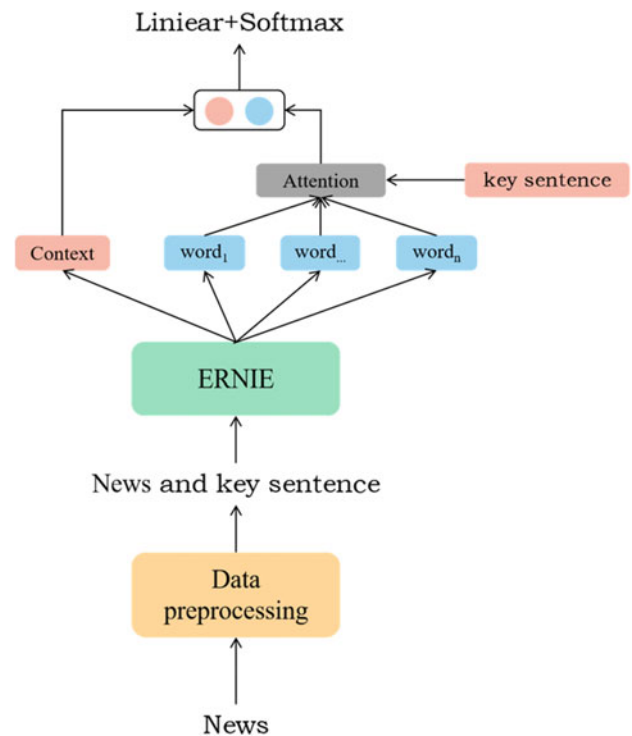 Liniear+Softmax
Attention
key sentence
Context
word1
word...
wordn
ERNIE
News and key sentence
Data
preprocessing
News